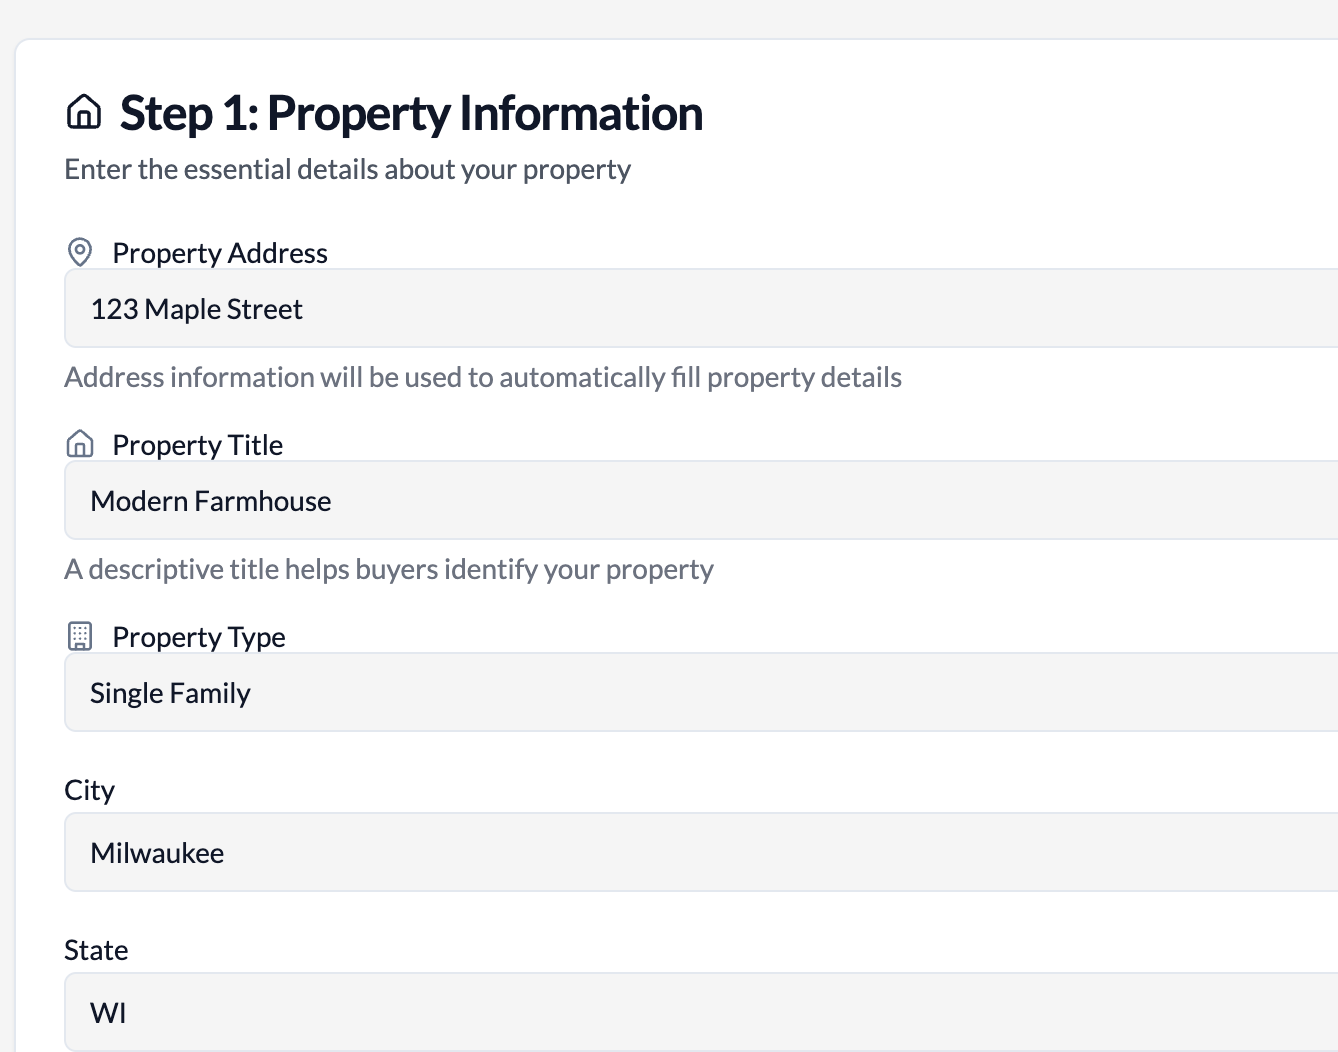 Step 1: Property Information
Enter the essential details about your property
Property Address
123 Maple Street
Address information will be used to automatically fill property details
Property Title
Modern Farmhouse
A descriptive title helps buyers identify your property
Property Type
Single Family
City
Milwaukee
State
WI